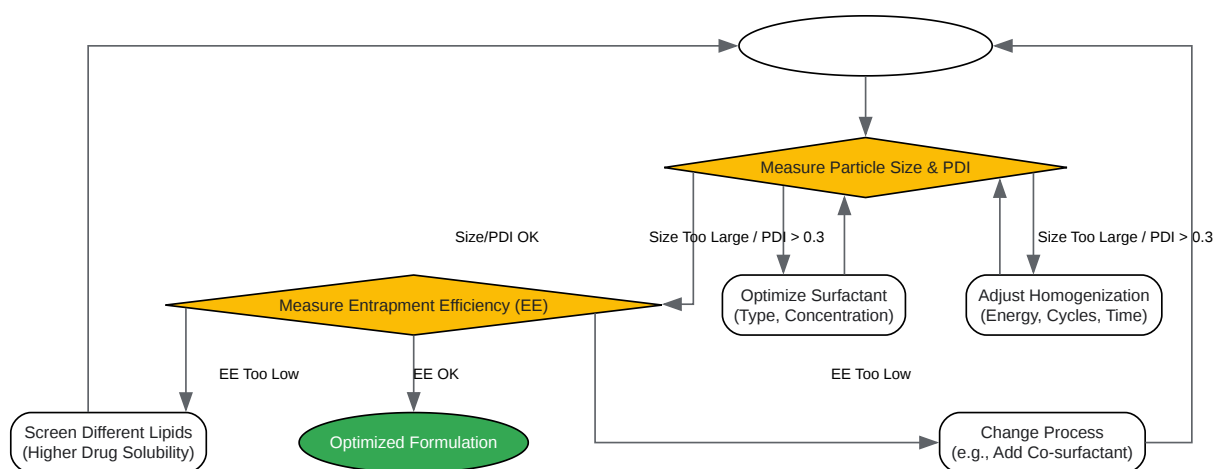 Measure Particle Size & PDI
Size/PDI OK
Size Too Large / PDI > 0.3
Size Too Large / PDI > 0.3
Measure Entrapment Efficiency (EE)
Optimize Surfactant
(Type, Concentration)
Adjust Homogenization
(Energy, Cycles, Time)
EE Too Low
EE OK
EE Too Low
Screen Different Lipids
(Higher Drug Solubility)
Optimized Formulation
Change Process
(e.g., Add Co-surfactant)